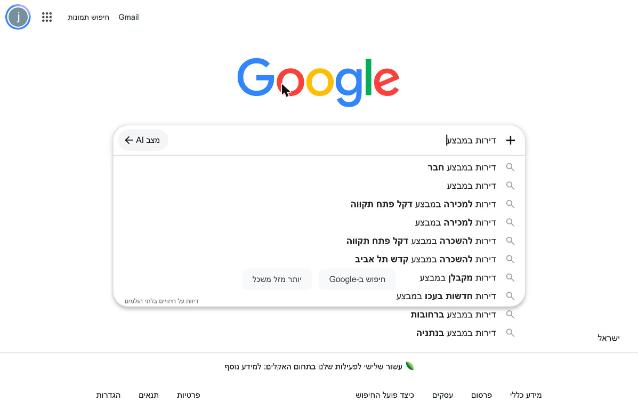 j
חיפוש תמונות Gmail
Google
דירות במבצע
מצב AI
דירות במבצע חבר
דירות במבצע
דירות למכירה במבצע דקל פתח תקווה
דירות למכירה במבצע
דירות להשכרה במבצע דקל פתח תקווה
דירות להשכרה במבצע קדש תל אביב
דירות מקבלן במבצע
חיפוש ב-Google
יותר מזל משכל
דירות חדשות בעכו במבצע
דירות במבצע ברחובות
דירות במבצע בנתניה
ישראל
עשור שלישי לפעילות שלנו בתחום האקלים: למידע נוסף
מידע כללי פרסום עסקים כיצד פועל החיפוש
פרטיות תנאים הגדרות